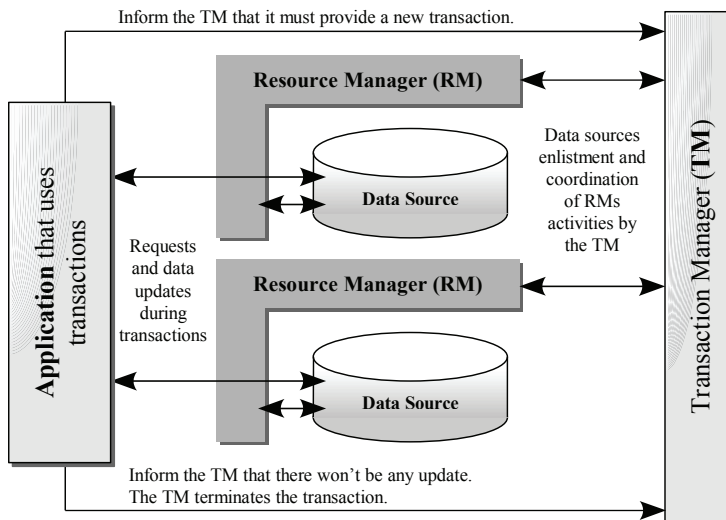 Inform the TM that it must provide a new transaction.
Resource Manager (RM)
Data Source
Application that uses
transactions
Requests
and data
updates
during
transactions
Data sources
enlistment and
coordination
of RMs
activities by
the TM
Transaction Manager (TM)
Resource Manager (RM)
Data Source
Inform the TM that there won’t be any update.
The TM terminates the transaction.